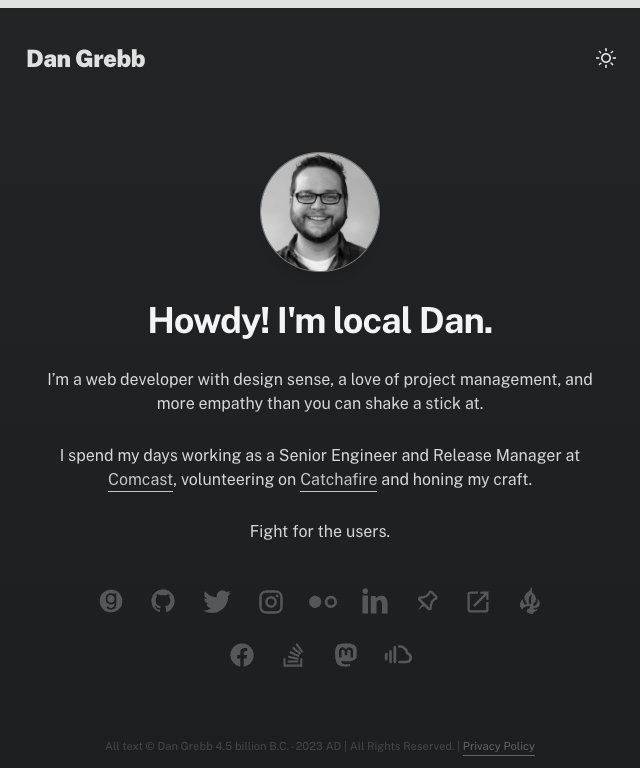 Dan Grebb
Howdy! I'm local Dan.
I’m a web developer with design sense, a love of project management, and
more empathy than you can shake a stick at.
I spend my days working as a Senior Engineer and Release Manager at
Comcast, volunteering on Catchafire and honing my craft.
Fight for the users.
All text © Dan Grebb 4.5 billion B.C. - 2023 AD | All Rights Reserved. | Privacy Policy